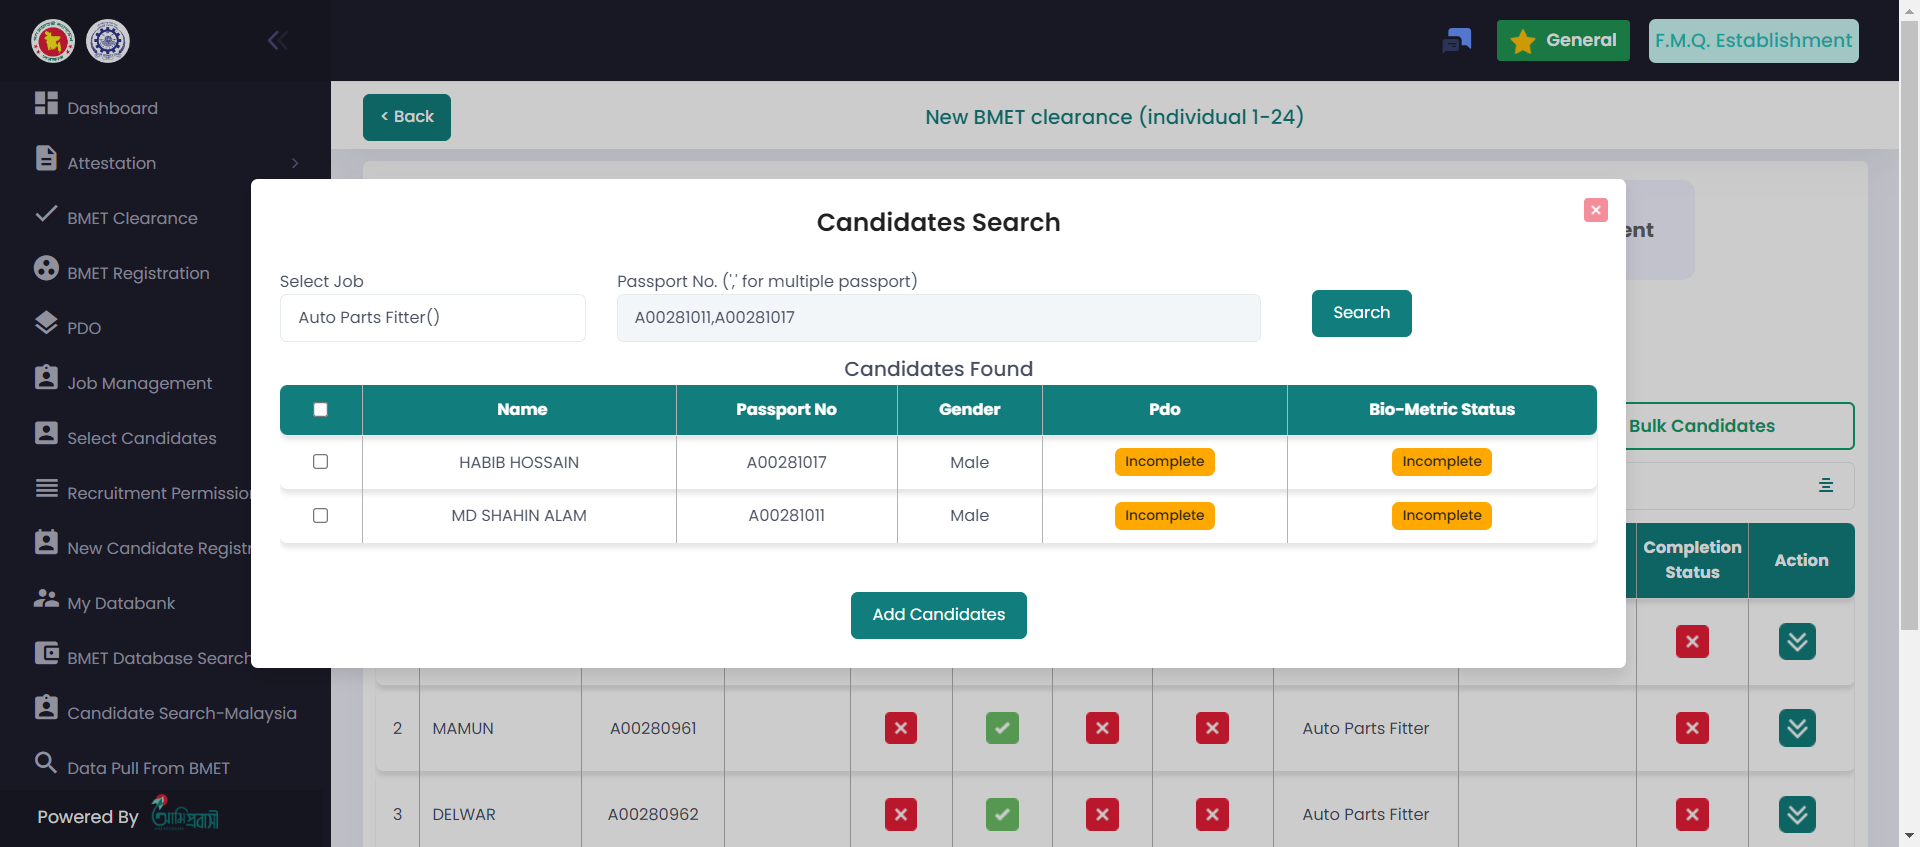 General
F.M.Q. Establishment
Dashboard
Attestation
BMET Clearance
BMET Registration
PDO
Job Management
Select Candidates
Recruitment Permission
New Candidate Registr
My Databank
BMET Database Search
Candidate Search-Malaysia
Data Pull From BMET
Powered By
আমি প্রবাসী
< Back
New BMET clearance (individual 1-24)
ent
Candidates Search
Select Job
Passport No. (',' for multiple passport)
Auto Parts Fitter()
A00281011,A00281017
Search
Candidates Found
Name Passport No Gender Pdo Bio-Metric Status
HABIB HOSSAIN A00281017 Male Incomplete Incomplete
MD SHAHIN ALAM A00281011 Male Incomplete Incomplete
Add Candidates
Bulk Candidates
Completion
Status
Action
2 MAMUN A00280961 Auto Parts Fitter
3 DELWAR A00280962 Auto Parts Fitter